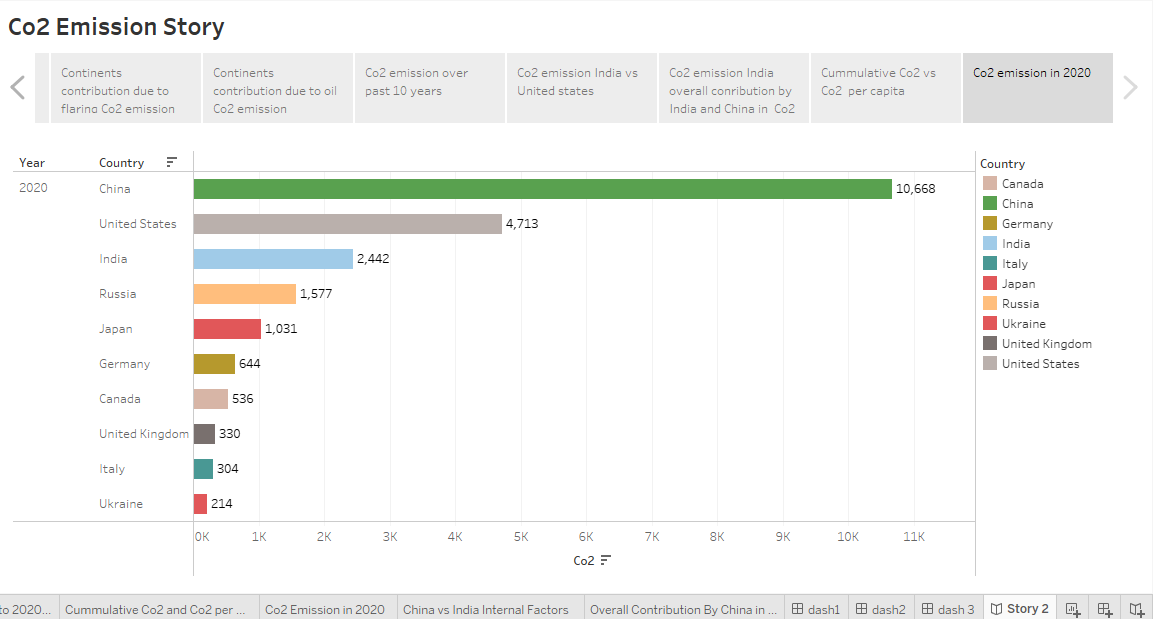 Co2 Emission Story
Continents
contribution due to
flaring Co2 emission
Continents
contribution due to oil
Co2 emission
Co2 emission over
past 10 years
Co2 emission India vs
United states
Co2 emission India
overall conribution by
India and China in  Co2
Cummulative Co2 vs
Co2  per capita
Co2 emission in 2020
Year Country
2020 China 10,668
United States 4,713
India 2,442
Russia 1,577
Japan 1,031
Germany 644
Canada 536
United Kingdom 330
Italy 304
Ukraine 214
0K 1K 2K 3K 4K 5K 6K 7K 8K 9K 10K 11K
Co2
Country
Canada
China
Germany
India
Italy
Japan
Russia
Ukraine
United Kingdom
United States
to 2020... Cummulative Co2 and Co2 per ... Co2 Emission in 2020 China vs India Internal Factors Overall Contribution By China in ... dash1 dash2 dash 3 Story 2